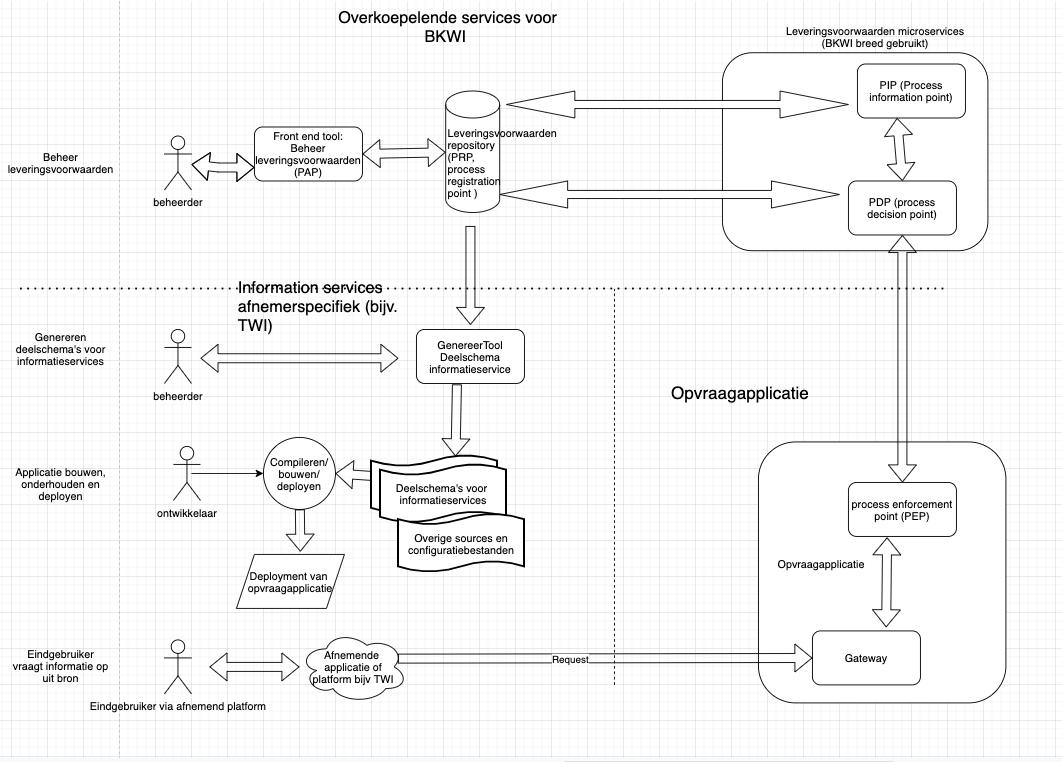 Overkoepelende services voor
BKWI
Leveringsvoorwaarden microservices
(BKWI breed gebruikt)
PIP (Process
information point)
PDP (process
decision point)
Leveringsvoorwaarden
repository
(PRP,
process
registration
point )
Front end tool:
Beheer
leveringsvoorwaarden
(PAP)
Beheer
leveringsvoorwaarden
beheerder
Information services
afnemerspecifiek (bijv.
TWI)
Genereren
deelschema's voor
informatieservices
beheerder
GenereerTool
Deelschema
informatieservice
Opvraagapplicatie
Applicatie bouwen,
onderhouden en
deployen
ontwikkelaar
Compileren/
bouwen/
deployen
Deelschema's voor
informatieservices
Overige sources en
configuratiebestanden
Deployment van
opvraagapplicatie
process enforcement
point (PEP)
Opvraagapplicatie
Gateway
Eindgebruiker
vraagt informatie op
uit bron
Eindgebruiker via afnemend platform
Afnemende
applicatie of
platform bijv TWI
Request